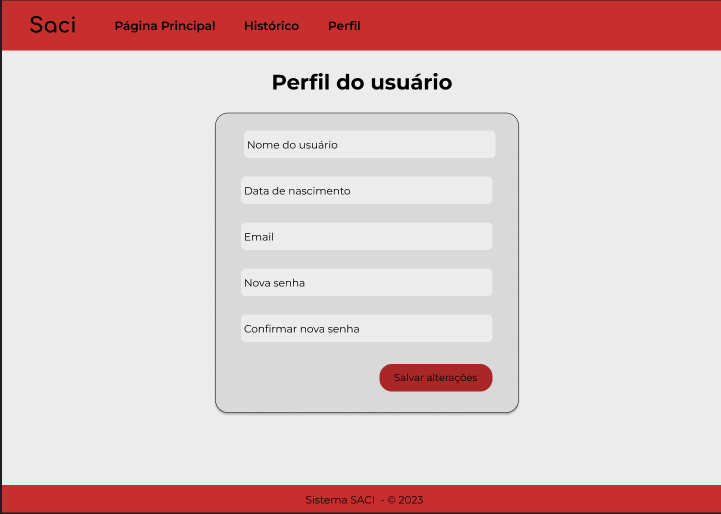 Saci Página Principal Histórico Perfil
Perfil do usuário
Nome do usuário
Data de nascimento
Email
Nova senha
Confirmar nova senha
Salvar alterações
Sistema SACI - © 2023